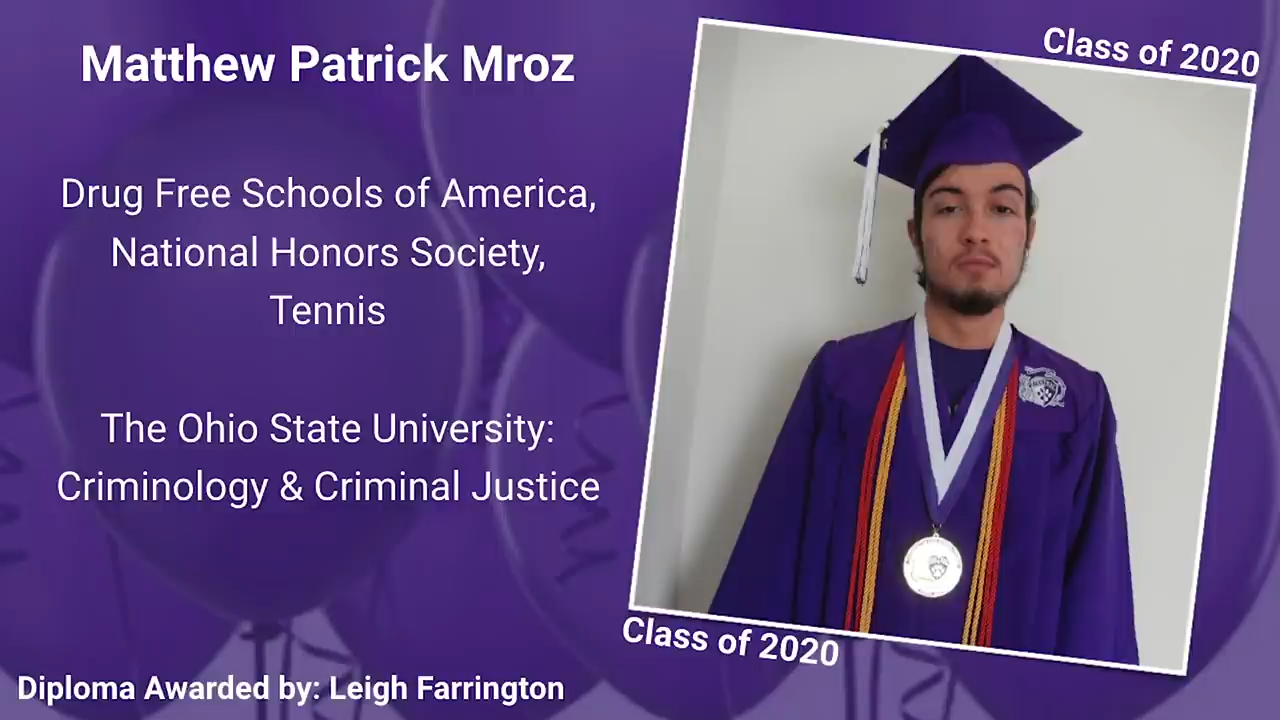 Matthew Patrick Mroz
Drug Free Schools of America,
National Honors Society,
Tennis
The Ohio State University:
Criminology & Criminal Justice
Diploma Awarded by: Leigh Farrington
Class of 2020
Class of 2020